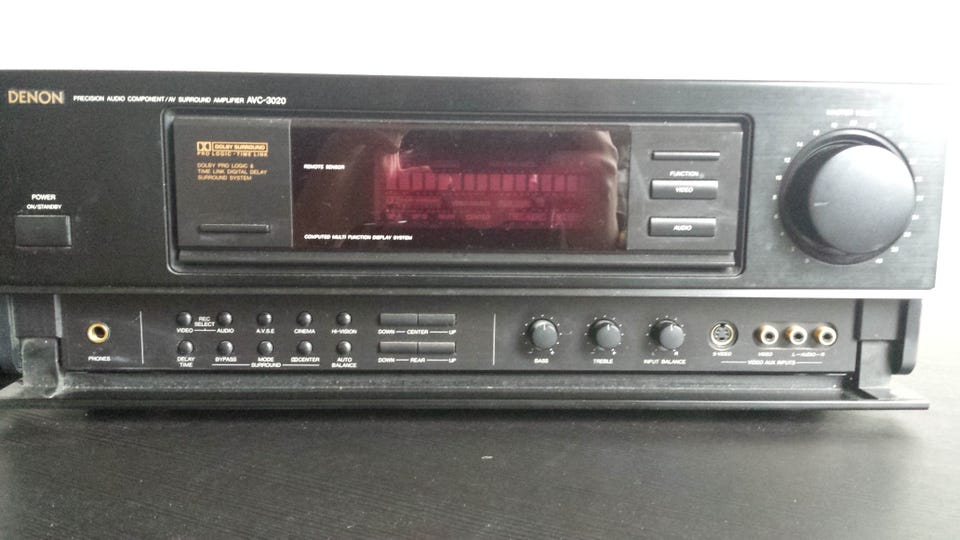 DENON PRECISION AUDIO COMPONENT/AV SURROUND AMPLIFIER AVC-3020
DOLBY SURROUND
PRO LOGIC · TIME LINK
DOLBY PRO LOGIC &
TIME LINK DIGITAL DELAY
SURROUND SYSTEM
REMOTE SENSOR
COMPUTED MULTI FUNCTION DISPLAY SYSTEM
FUNCTION
VIDEO
AUDIO
POWER
ON/STANDBY
PHONES
REC
SELECT
VIDEO AUDIO A.V.S.E CINEMA HI-VISION
DELAY
TIME
BYPASS MODE CENTER
SURROUND
AUTO
BALANCE
DOWN CENTER UP
DOWN REAR UP
BASS TREBLE INPUT BALANCE
S-VIDEO VIDEO L-AUDIO-R
VIDEO AUX INPUTS